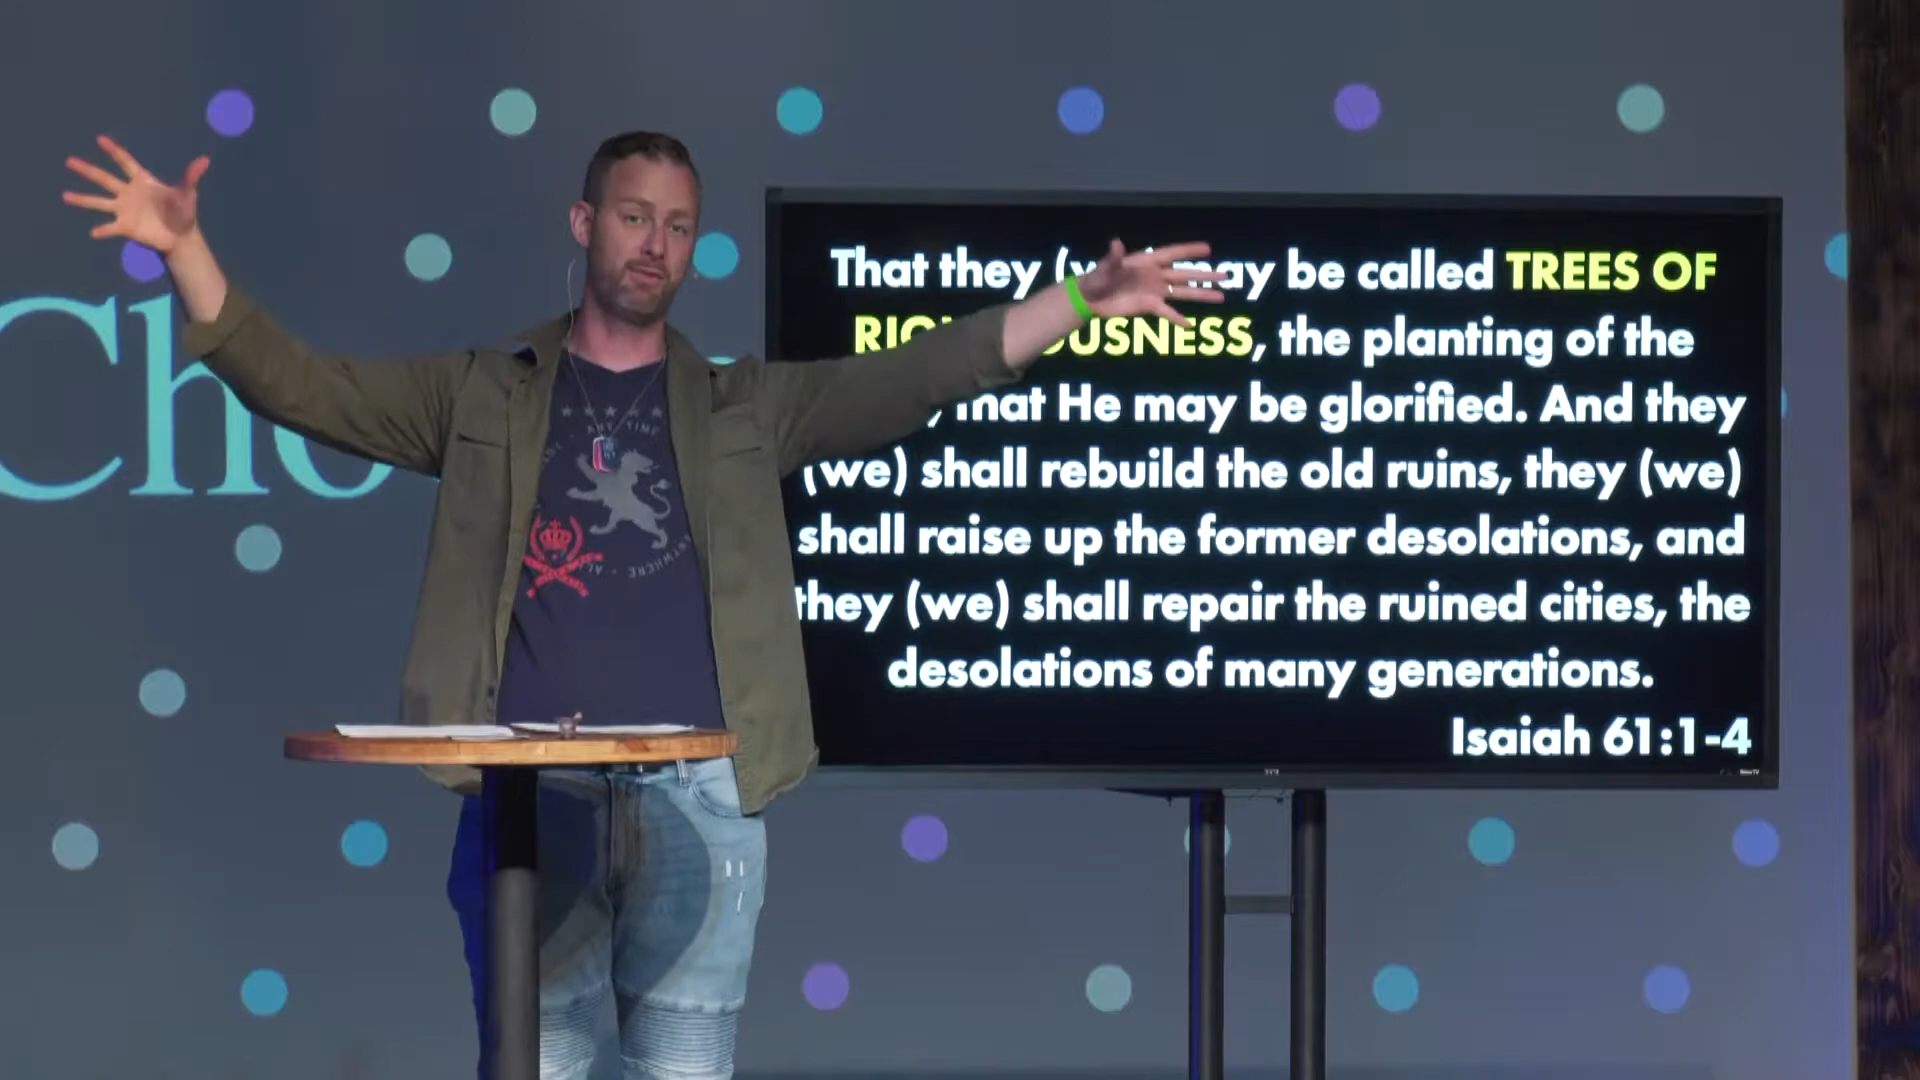 That they may be called TREES OF
the planting of the
that He may be glorified. And they
(we) shall rebuild the old ruins, they (we)
shall raise up the former desolations, and
they (we) shall repair the ruined cities, the
desolations of many generations.
Isaiah 61:1-4
ANY TIME